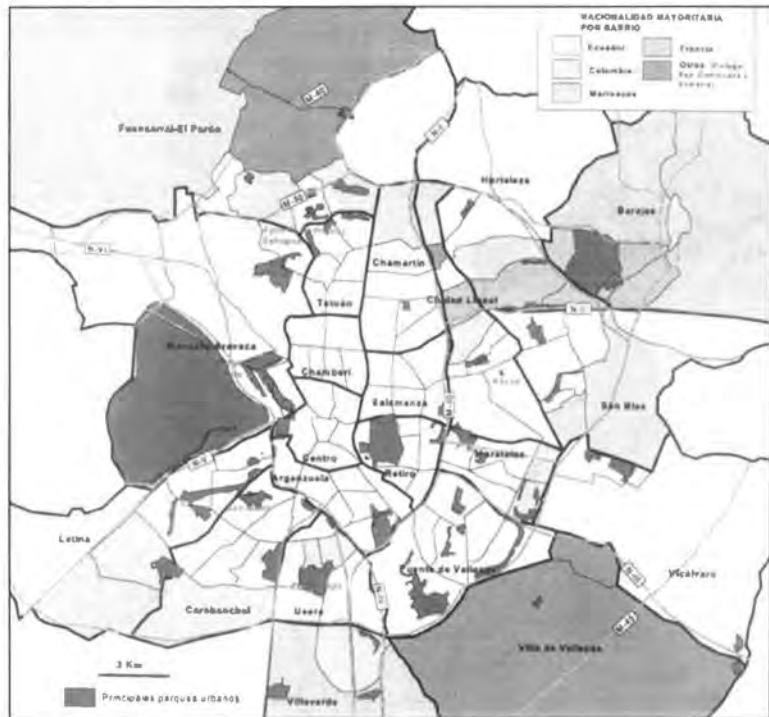 NACIONALIDAD MAYORITARIA
POR BARRIO
Ecuador
Francia
Colombia
Otros
Marruecos
M-40
Fuencarral-El Pardo
N-I
Hortaleza
Barajas
Chamartín
Ciudad Lineal
Tetuán
Moncloa-Aravaca
Chamberí
Salamanca
San Blas
N-V
Centro
Moratalaz
Arganzuela
Retiro
Latina
Puente de Vallecas
Vicálvaro
Carabanchel
Usera
Villa de Vallecas
3 Km
Principales parques urbanos
Villaverde